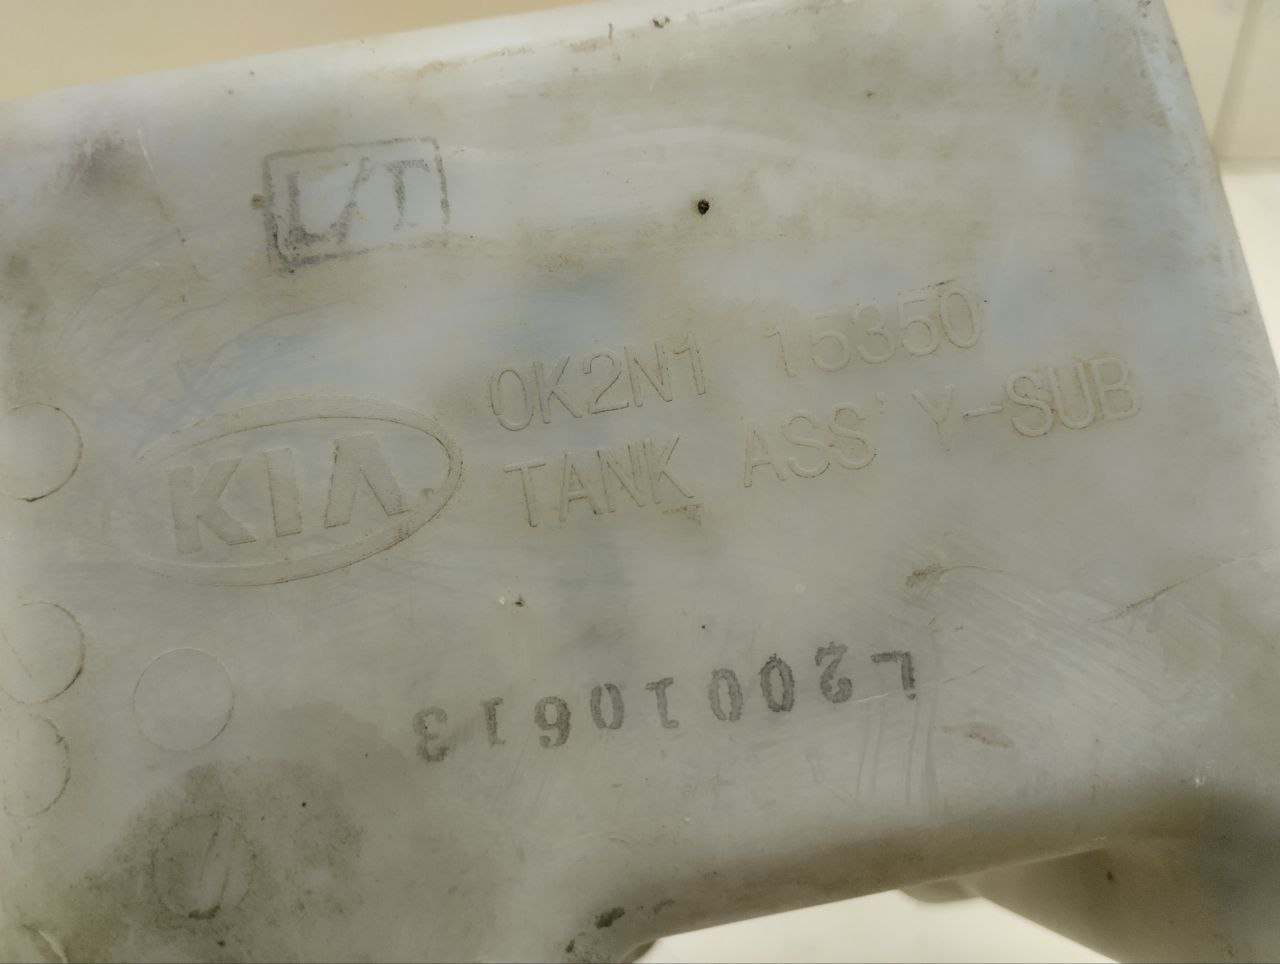 L/T
0K2N1 15350
KIA
TANK ASS'Y-SUB
L20010613